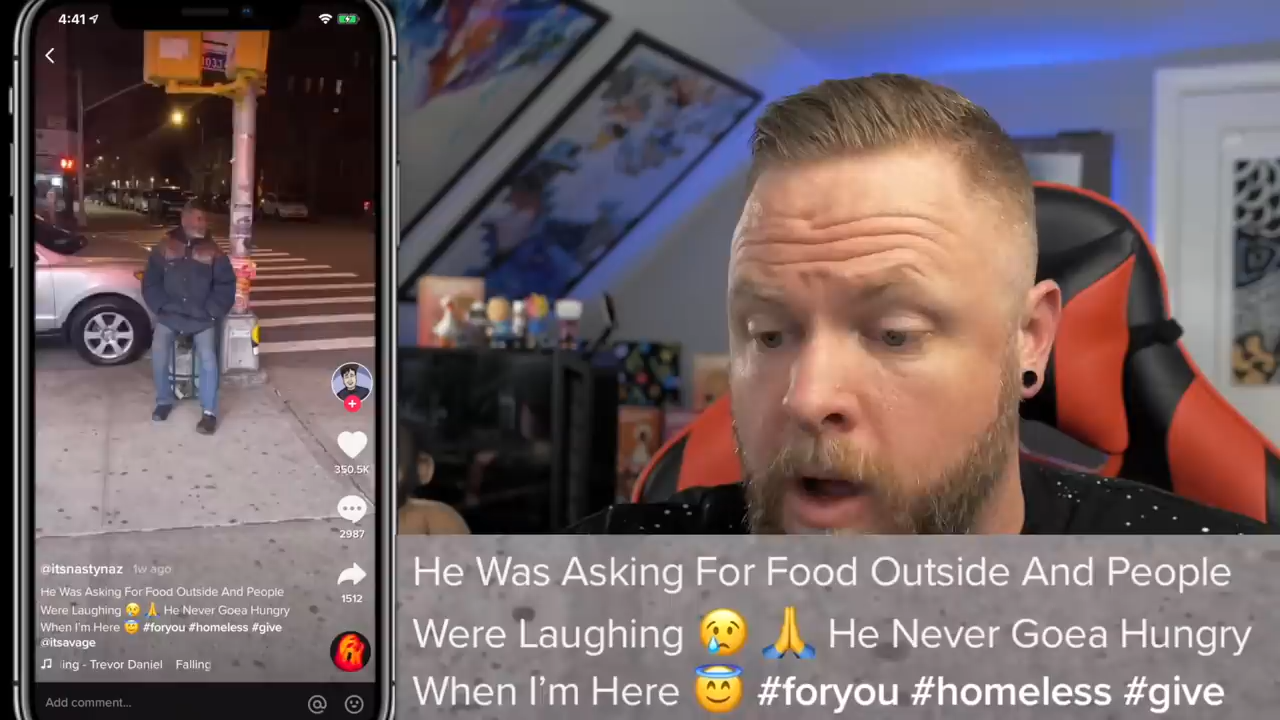 4:41
1033
350.5K
2987
@itsnastynaz 1w ago
1512
He Was Asking For Food Outside And People
Were Laughing 😢 🙏 He Never Goea Hungry
When I'm Here 😇 #foryou #homeless #give
@itsavage
ing - Trevor Daniel Falling
Add comment...
He Was Asking For Food Outside And People
Were Laughing 😢 🙏 He Never Goea Hungry
When I'm Here 😇 #foryou #homeless #give